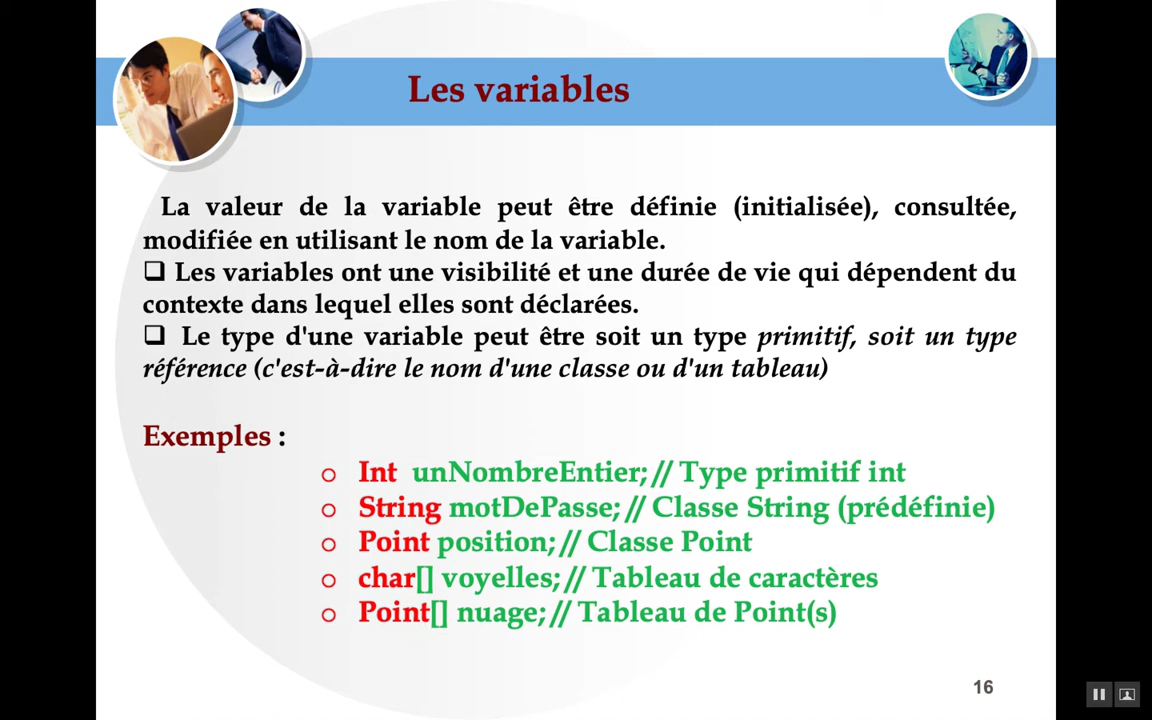 Les variables
La valeur de la variable peut être définie (initialisée), consultée,
modifiée en utilisant le nom de la variable.
❑ Les variables ont une visibilité et une durée de vie qui dépendent du
contexte dans lequel elles sont déclarées.
❑ Le type d'une variable peut être soit un type primitif, soit un type
référence (c'est-à-dire le nom d'une classe ou d'un tableau)
Exemples :
o Int unNombreEntier; // Type primitif int
o String motDePasse; // Classe String (prédéfinie)
o Point position; // Classe Point
o char[] voyelles; // Tableau de caractères
o Point[] nuage; // Tableau de Point(s)
16